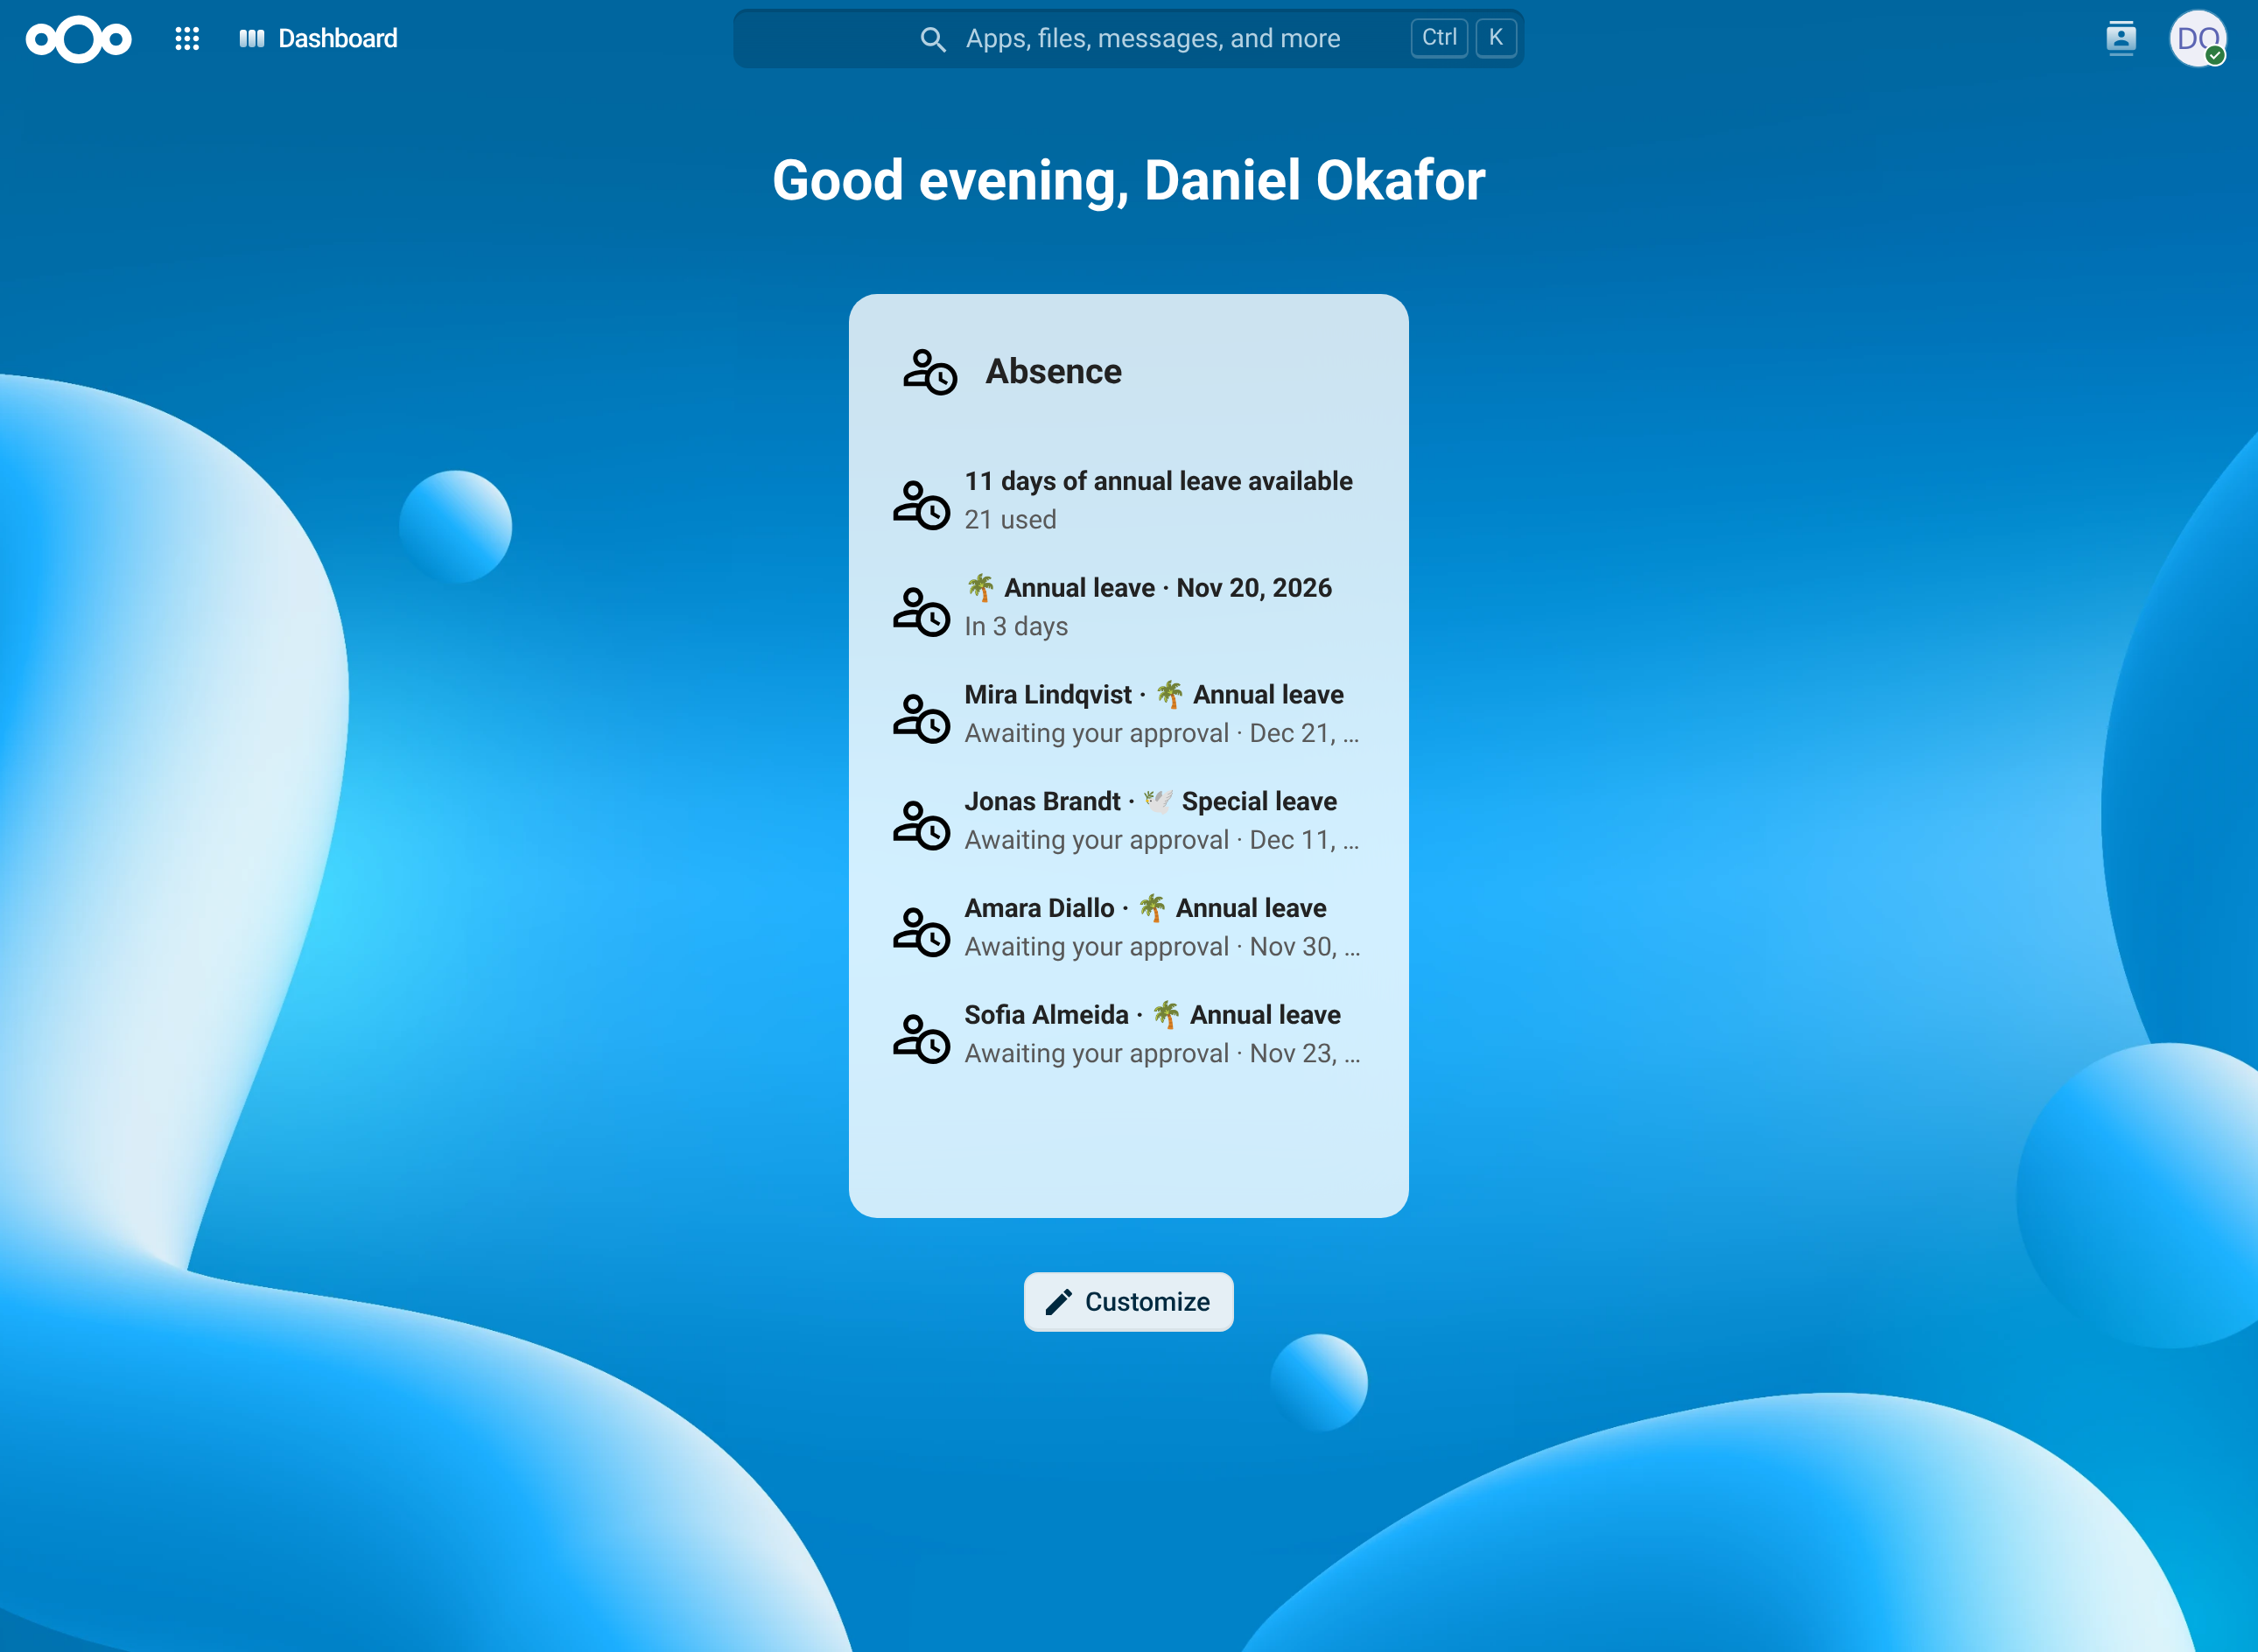 Dashboard
Apps, files, messages, and more
Ctrl K
DO
Good evening, Daniel Okafor
Absence
11 days of annual leave available
21 used
🌴 Annual leave · Nov 20, 2026
In 3 days
Mira Lindqvist · 🌴 Annual leave
Awaiting your approval · Dec 21, …
Jonas Brandt · 🕊️ Special leave
Awaiting your approval · Dec 11, …
Amara Diallo · 🌴 Annual leave
Awaiting your approval · Nov 30, …
Sofia Almeida · 🌴 Annual leave
Awaiting your approval · Nov 23, …
Customize